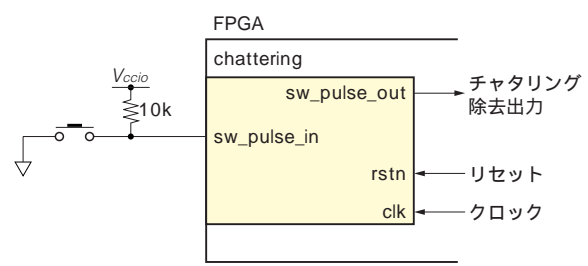 FPGA
chattering
Vccio
10k
sw_pulse_out
チャタリング
除去出力
sw_pulse_in
rstn
リセット
clk
クロック